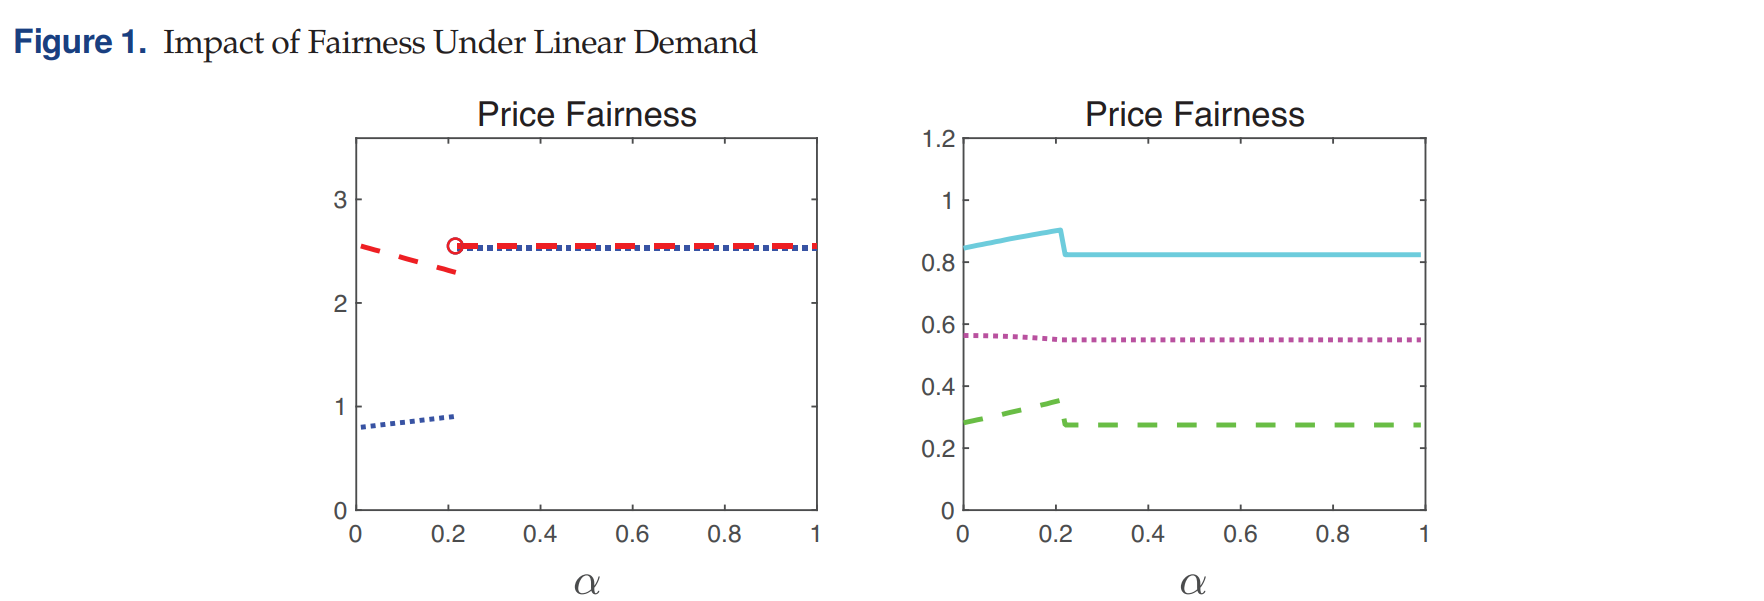 Figure 1. Impact of Fairness Under Linear Demand
Price Fairness
3
2
1
0
0 0.2 0.4 0.6 0.8 1
α
Price Fairness
1.2
1
0.8
0.6
0.4
0.2
0
0 0.2 0.4 0.6 0.8 1
α